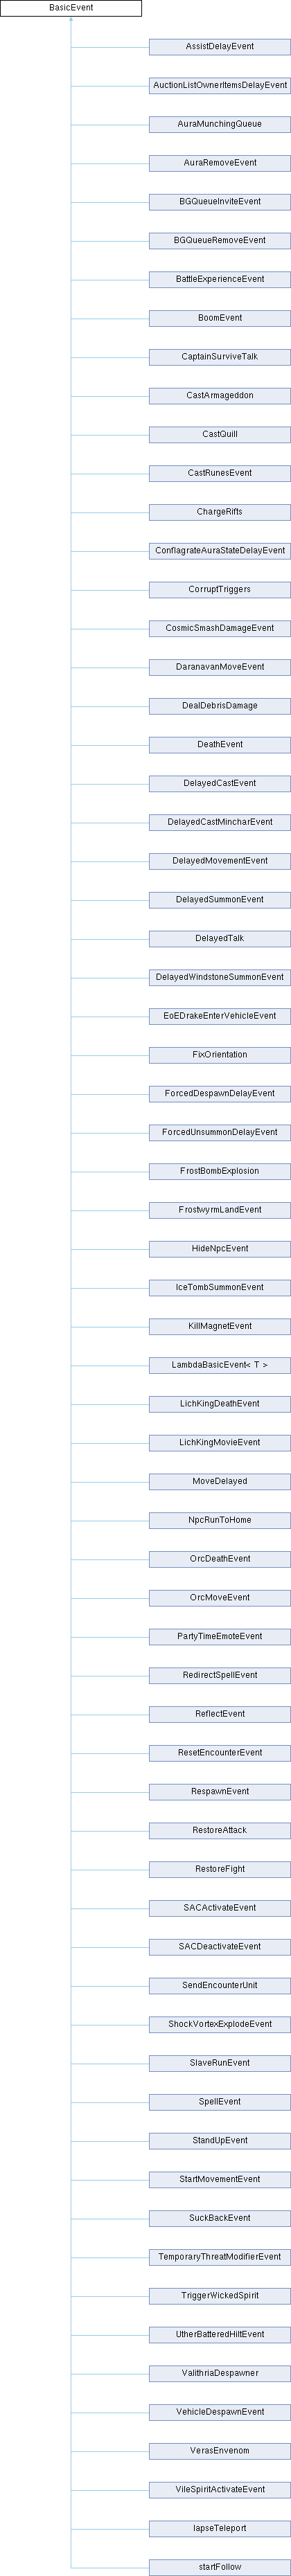 BasicEvent
AssistDelayEvent
AuctionListOwnerItemsDelayEvent
AuraMunchingQueue
AuraRemoveEvent
BGQueueInviteEvent
BGQueueRemoveEvent
BattleExperienceEvent
BoomEvent
CaptainSurviveTalk
CastArmageddon
CastQuill
CastRunesEvent
ChargeRifts
ConflagrateAuraStateDelayEvent
CorruptTriggers
CosmicSmashDamageEvent
DaranavanMoveEvent
DealDebrisDamage
DeathEvent
DelayedCastEvent
DelayedCastMincharEvent
DelayedMovementEvent
DelayedSummonEvent
DelayedTalk
DelayedWindstoneSummonEvent
EoEDrakeEnterVehicleEvent
FixOrientation
ForcedDespawnDelayEvent
ForcedUnsummonDelayEvent
FrostBombExplosion
FrostwyrmLandEvent
HideNpcEvent
IceTombSummonEvent
KillMagnetEvent
LambdaBasicEvent< T >
LichKingDeathEvent
LichKingMovieEvent
MoveDelayed
NpcRunToHome
OrcDeathEvent
OrcMoveEvent
PartyTimeEmoteEvent
RedirectSpellEvent
ReflectEvent
ResetEncounterEvent
RespawnEvent
RestoreAttack
RestoreFight
SACActivateEvent
SACDeactivateEvent
SendEncounterUnit
ShockVortexExplodeEvent
SlaveRunEvent
SpellEvent
StandUpEvent
StartMovementEvent
SuckBackEvent
TemporaryThreatModifierEvent
TriggerWickedSpirit
UtherBatteredHiltEvent
ValithriaDespawner
VehicleDespawnEvent
VerasEnvenom
VileSpiritActivateEvent
lapseTeleport
startFollow